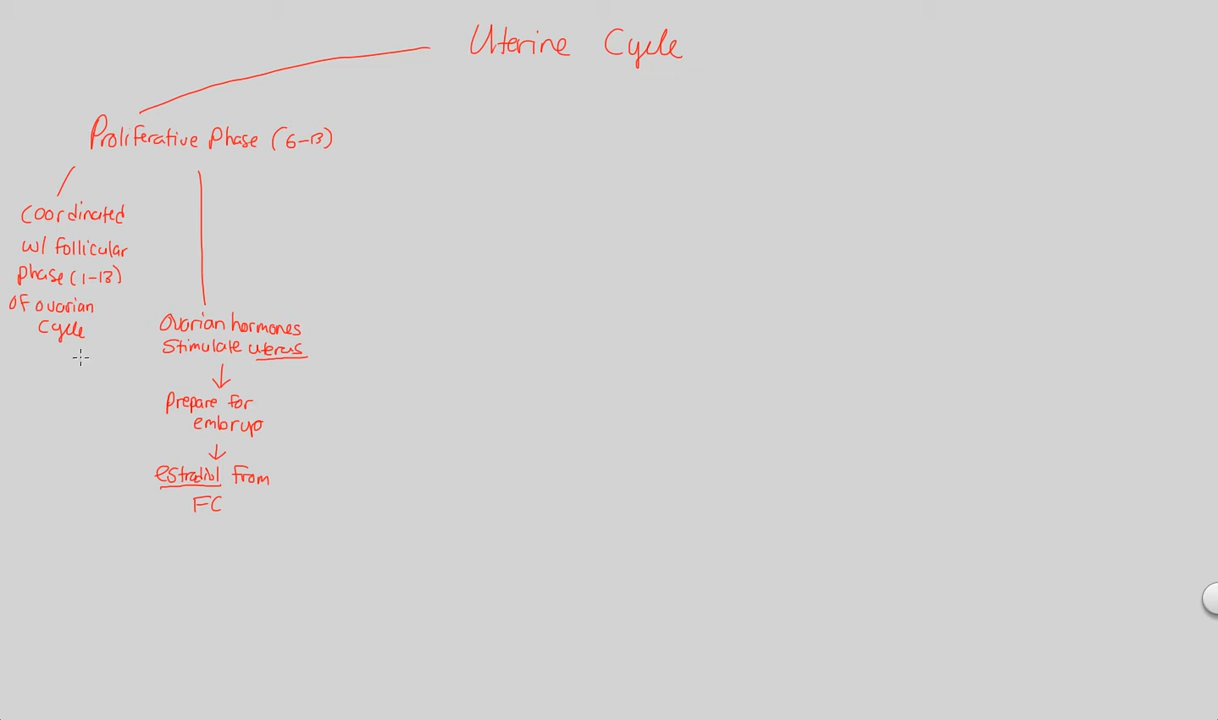 Uterine Cycle
Proliferative Phase (6-13)
Coordinated
w/ follicular
phase (1-13)
of ovarian
cycle
Ovarian hormones
stimulate uterus
Prepare for
embryo
estradiol from
FC